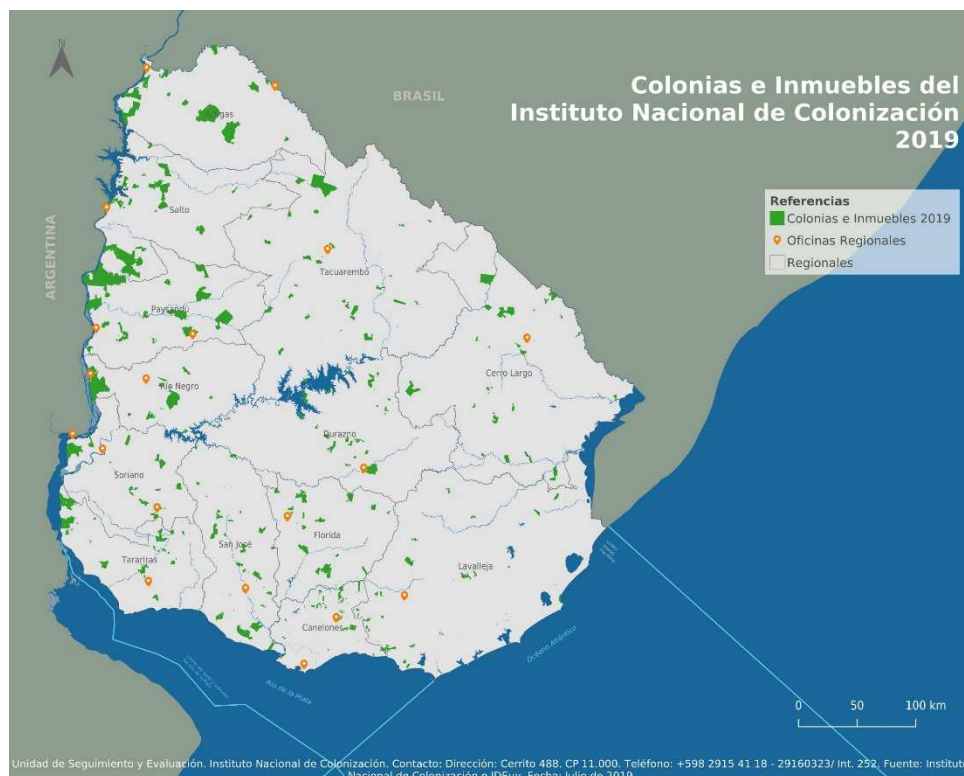 N
BRASIL
Colonias e Inmuebles del
Instituto Nacional de Colonización
2019
ARGENTINA
Referencias
Colonias e Inmuebles 2019
Oficinas Regionales
Regionales
Artigas
Salto
Tacuarembó
Paysandú
Río Negro
Cerro Largo
Durazno
Soriano
San José
Florida
Tarariras
Lavalleja
Canelones
Océano Atlántico
Río de la Plata
0 50 100 km
Unidad de Seguimiento y Evaluación. Instituto Nacional de Colonización. Contacto: Dirección: Cerrito 488. CP 11.000. Teléfono: +598 2915 41 18 - 29160323/ Int. 252. Fuente: Instituto
Nacional de Colonización e IDEuy. Fecha: Julio de 2019